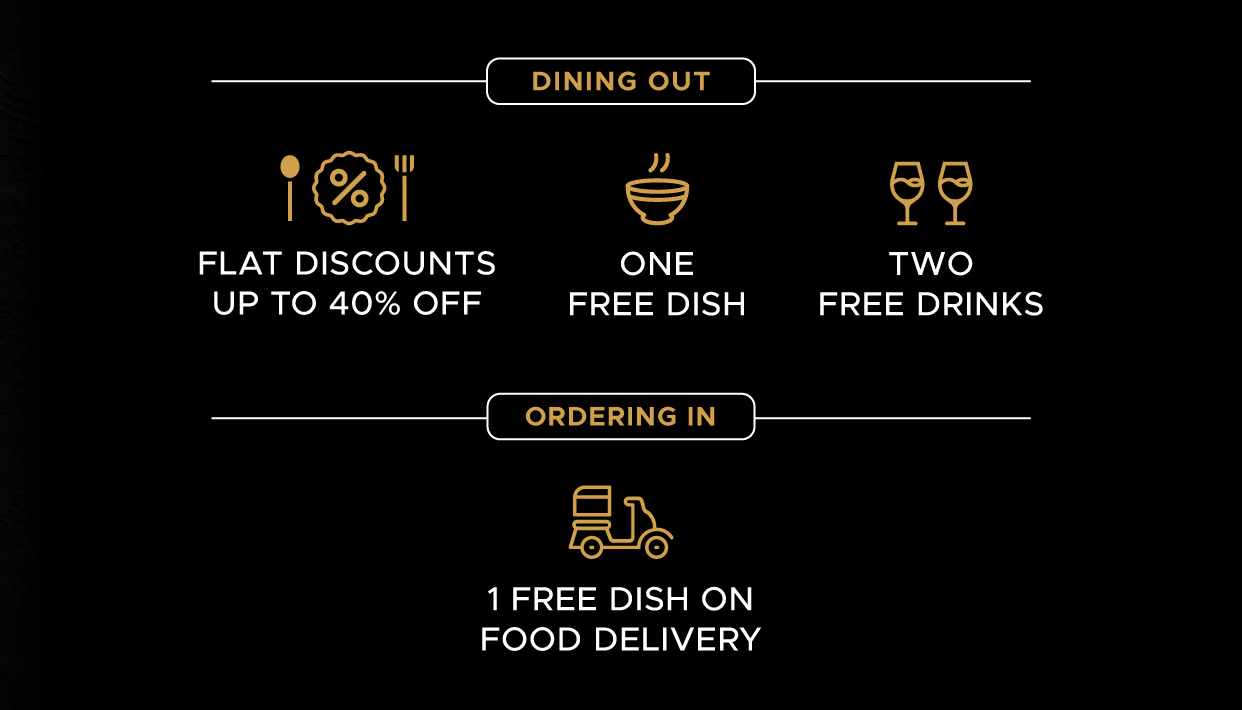 DINING OUT
FLAT DISCOUNTS
UP TO 40% OFF
ONE
FREE DISH
TWO
FREE DRINKS
ORDERING IN
1 FREE DISH ON
FOOD DELIVERY